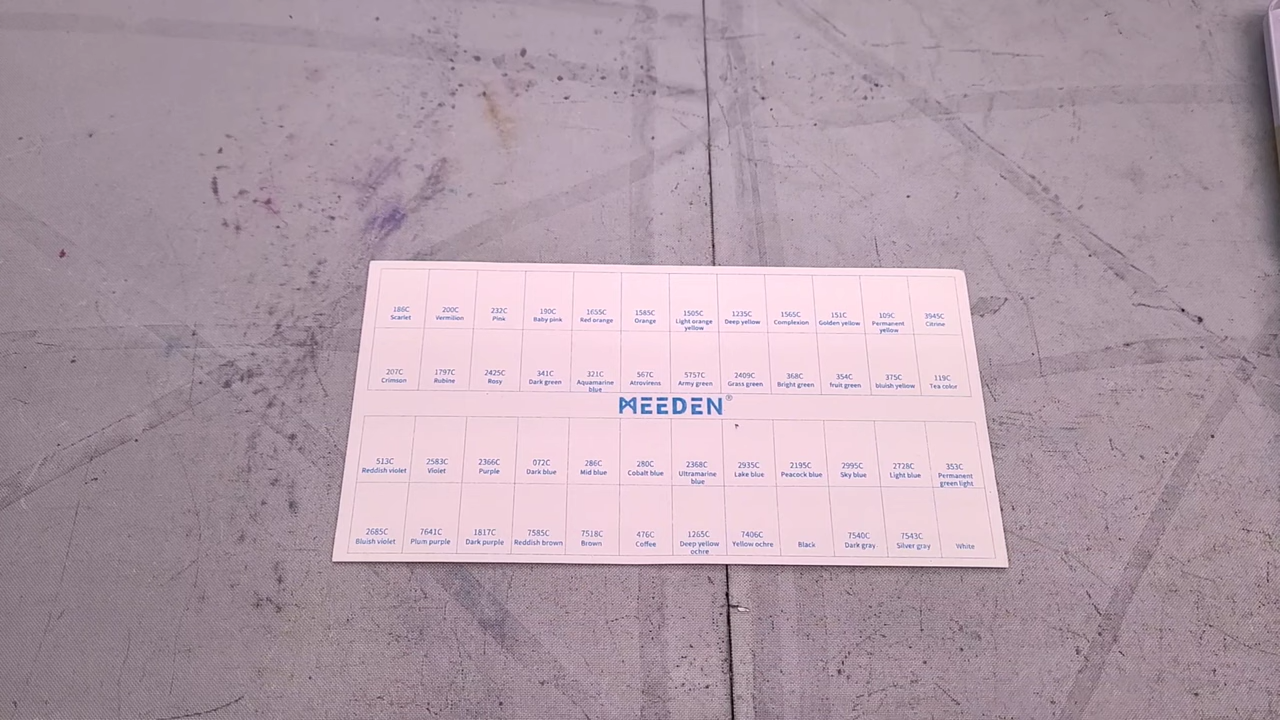 186C 200C 232C 190C 1655C 1585C 1505C 1235C 1565C 151C 109C 3945C
Scarlet Vermilion Pink Baby pink Red orange Orange Light orange yellow Deep yellow Complexion Golden yellow Permanent yellow Citrine
207C 1797C 2425C 341C 321C 567C 5757C 2409C 368C 354C 375C 119C
Crimson Rubine Rosy Dark green Aquamarine blue Atrovirens Army green Grass green Bright green fruit green bluish yellow Tea color
MEEDEN®
513C 2583C 2366C 072C 286C 280C 2368C 2935C 2195C 2995C 2728C 353C
Reddish violet Violet Purple Dark blue Mid blue Cobalt blue Ultramarine blue Lake blue Peacock blue Sky blue Light blue Permanent green light
2685C 7641C 1817C 7585C 7518C 476C 1265C 7406C 7540C 7543C
Bluish violet Plum purple Dark purple Reddish brown Brown Coffee Deep yellow ochre Yellow ochre Black Dark gray Silver gray White